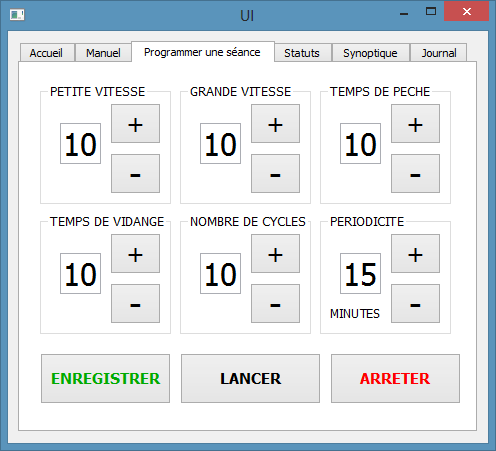 UI
Accueil Manuel Programmer une séance Statuts Synoptique Journal
PETITE VITESSE GRANDE VITESSE TEMPS DE PECHE
+ + +
10 10 10
- - -
TEMPS DE VIDANGE NOMBRE DE CYCLES PERIODICITE
+ + +
10 10 15
- - -
MINUTES
ENREGISTRER LANCER ARRETER